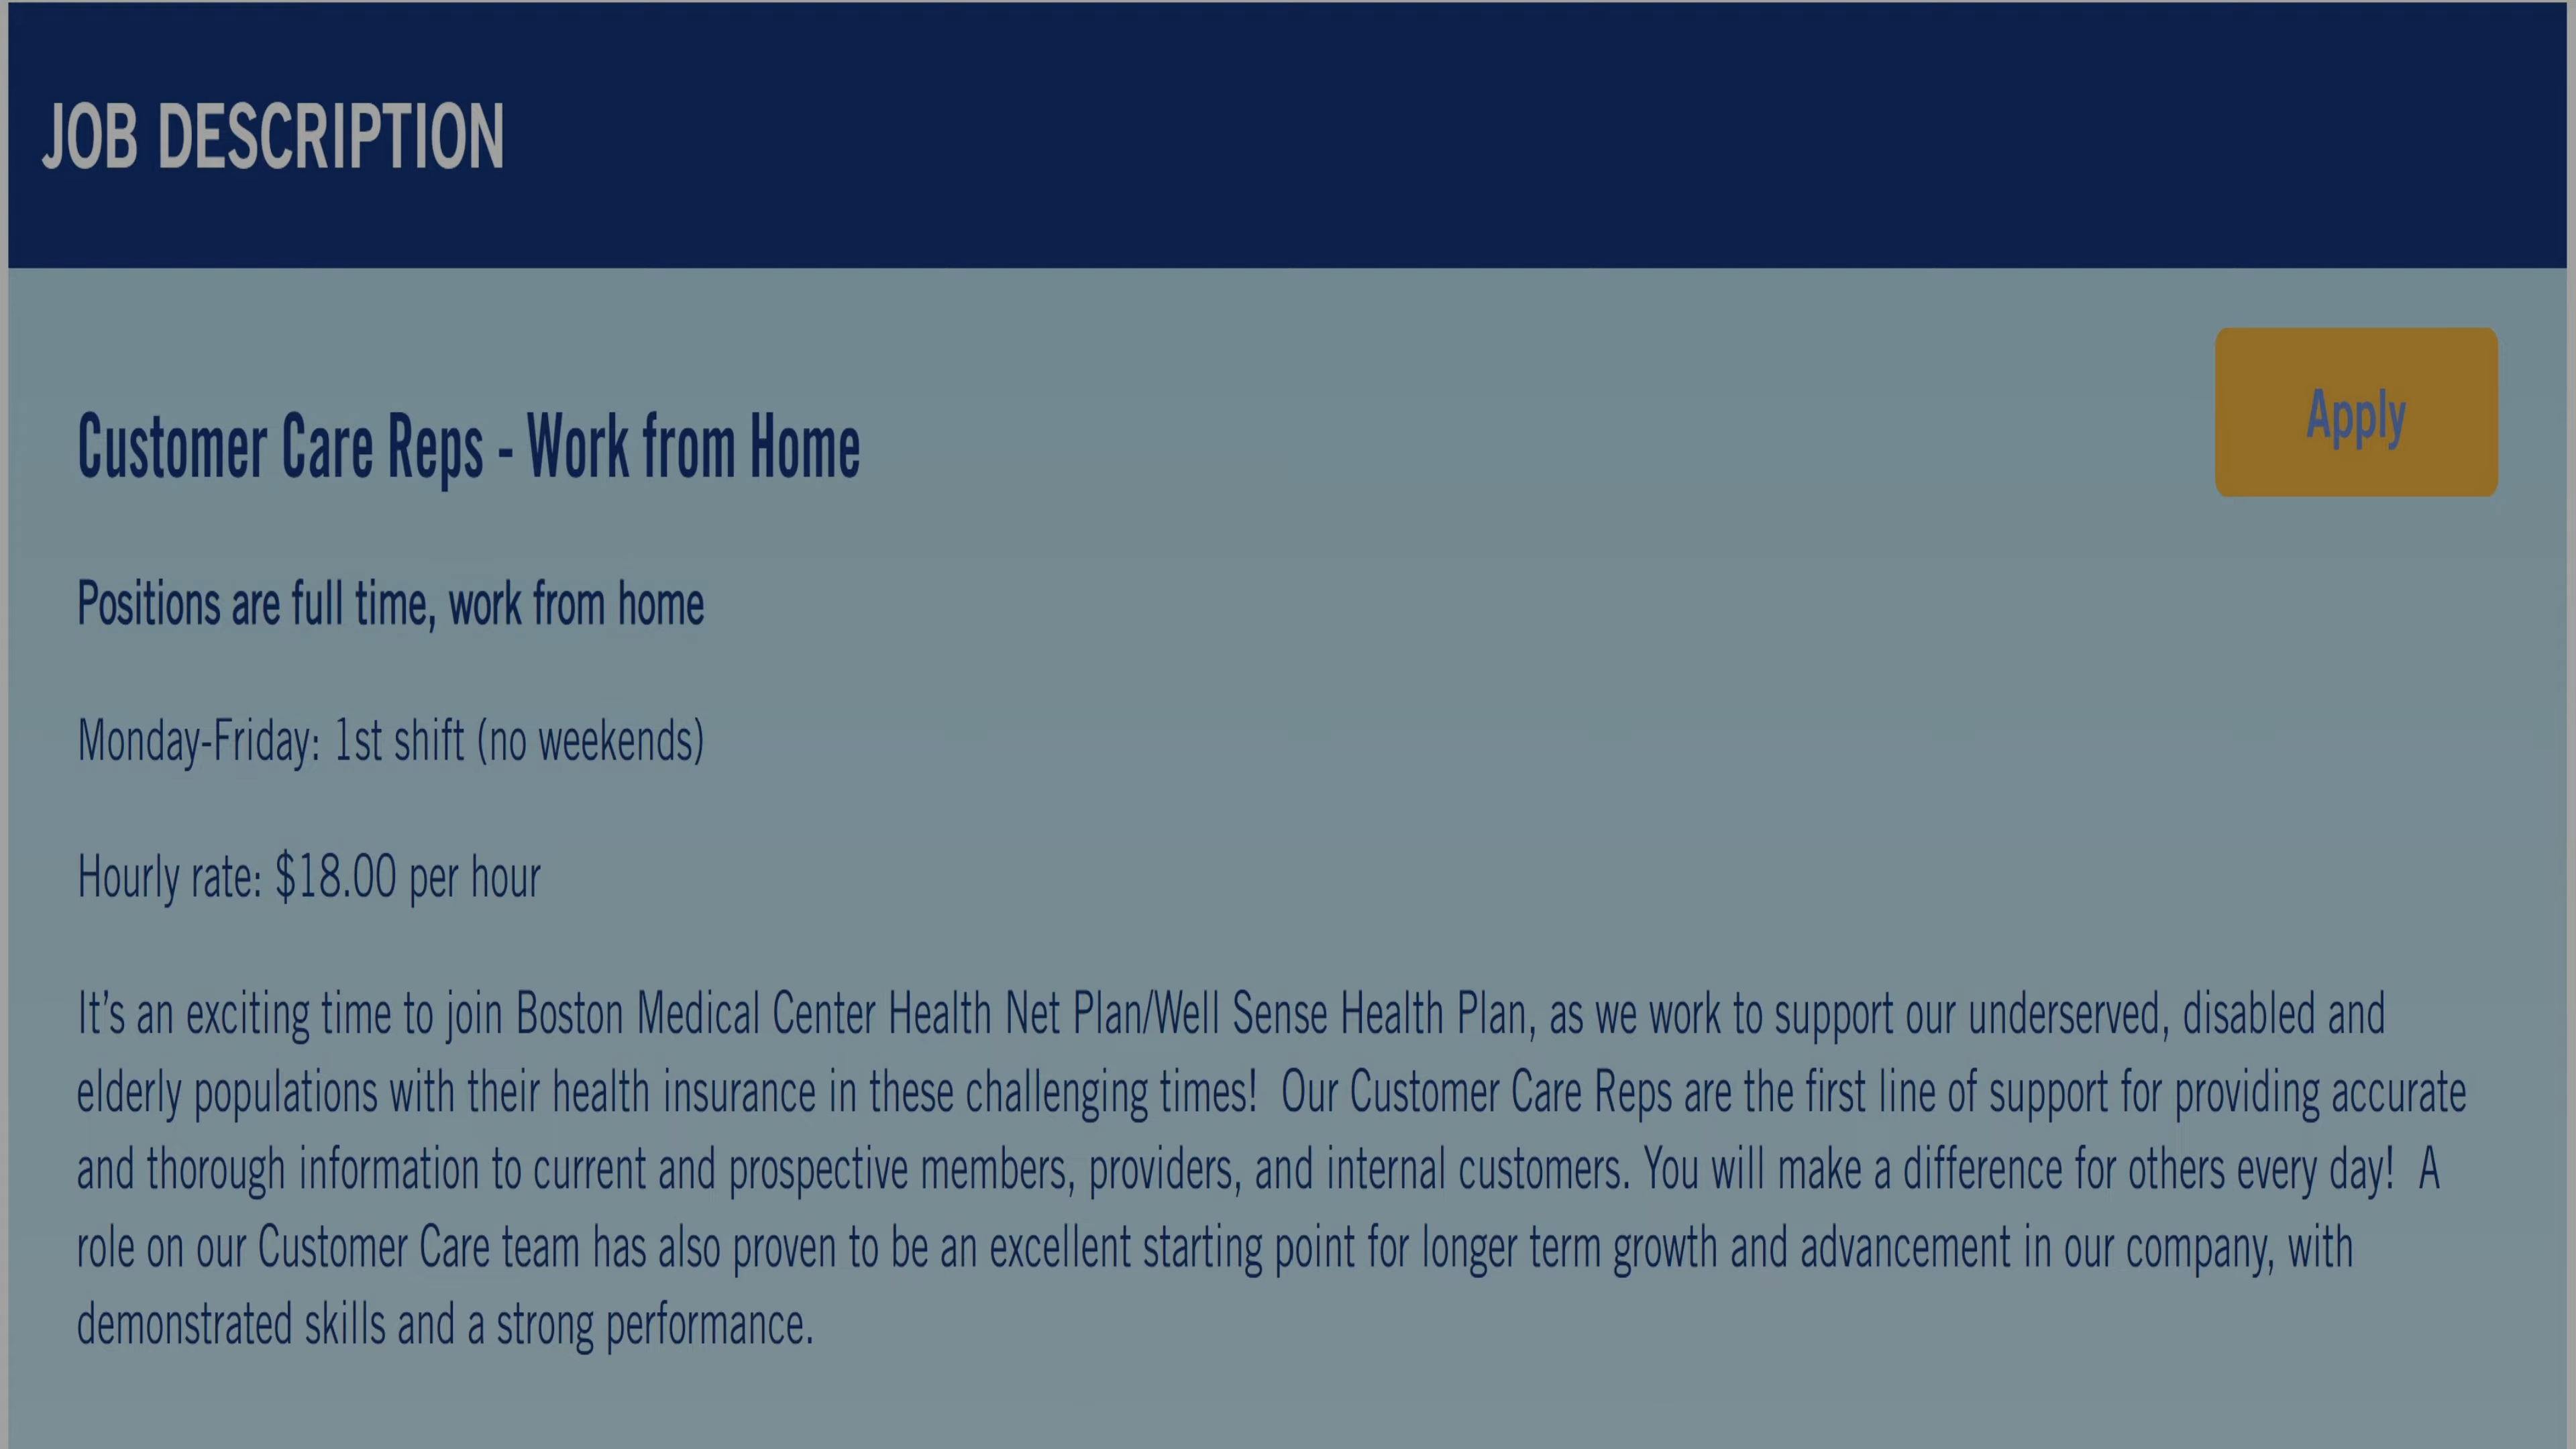 JOB DESCRIPTION
Apply
Customer Care Reps - Work from Home
Positions are full time, work from home
Monday-Friday: 1st shift (no weekends)
Hourly rate: $18.00 per hour
It’s an exciting time to join Boston Medical Center Health Net Plan/Well Sense Health Plan, as we work to support our underserved, disabled and
elderly populations with their health insurance in these challenging times!  Our Customer Care Reps are the first line of support for providing accurate
and thorough information to current and prospective members, providers, and internal customers. You will make a difference for others every day!  A
role on our Customer Care team has also proven to be an excellent starting point for longer term growth and advancement in our company, with
demonstrated skills and a strong performance.